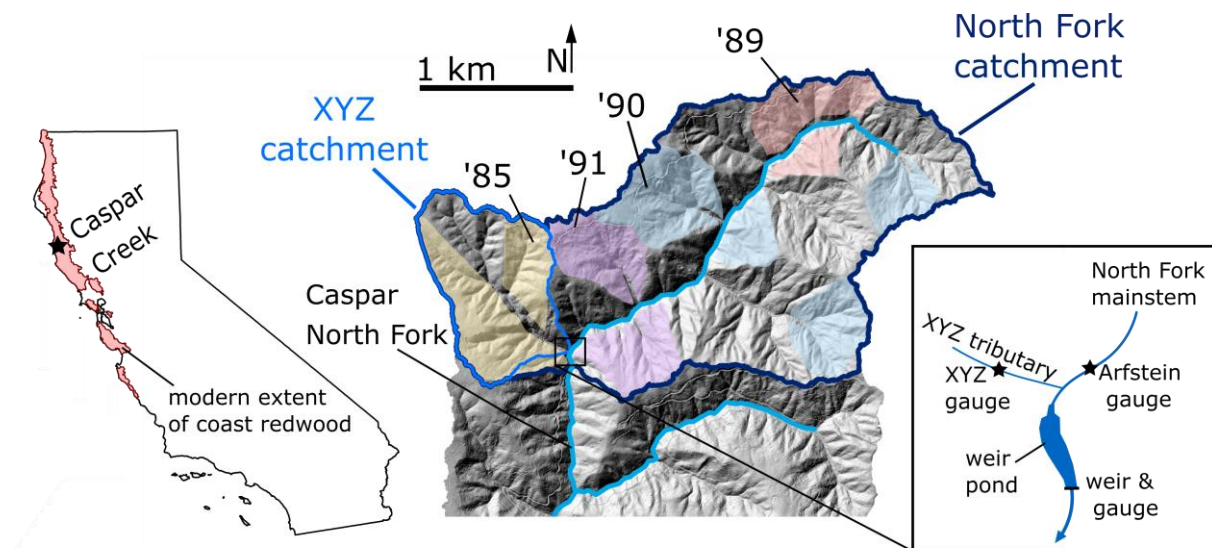 Caspar
Creek
modern extent
of coast redwood
1 km
N
XYZ
catchment
'85
'91
'90
'89
North Fork
catchment
Caspar
North Fork
North Fork
mainstem
XYZ tributary
XYZ
gauge
Arfstein
gauge
weir
pond
weir &
gauge